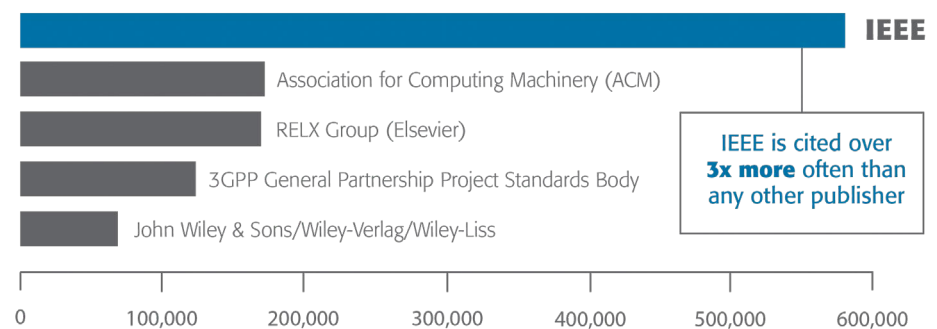 IEEE
Association for Computing Machinery (ACM)
RELX Group (Elsevier)
3GPP General Partnership Project Standards Body
John Wiley & Sons/Wiley-Verlag/Wiley-Liss
IEEE is cited over
3x more often than
any other publisher
0 100,000 200,000 300,000 400,000 500,000 600,000